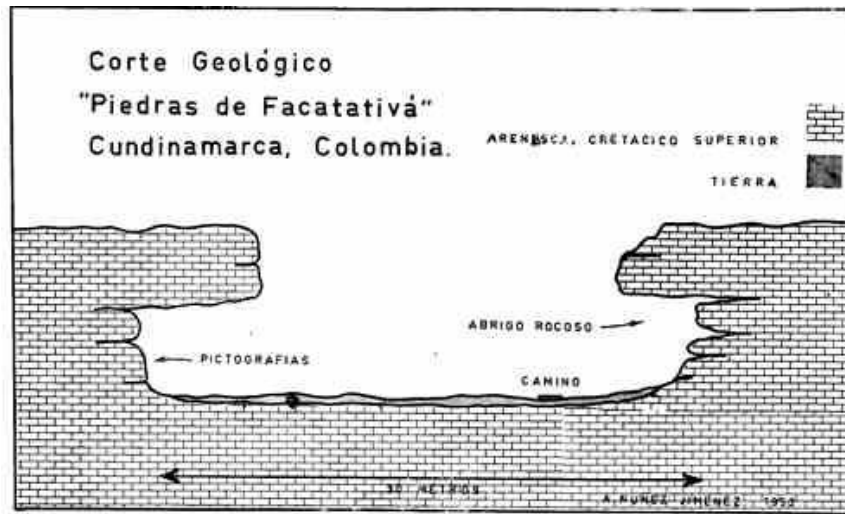 Corte Geológico
"Piedras de Facatativá"
Cundinamarca, Colombia.
ARENISCA, CRETACICO SUPERIOR
TIERRA
ABRIGO ROCOSO
PICTOGRAFIAS
CAMINO
30 METROS
A. NUÑEZ JIMENEZ, 1950